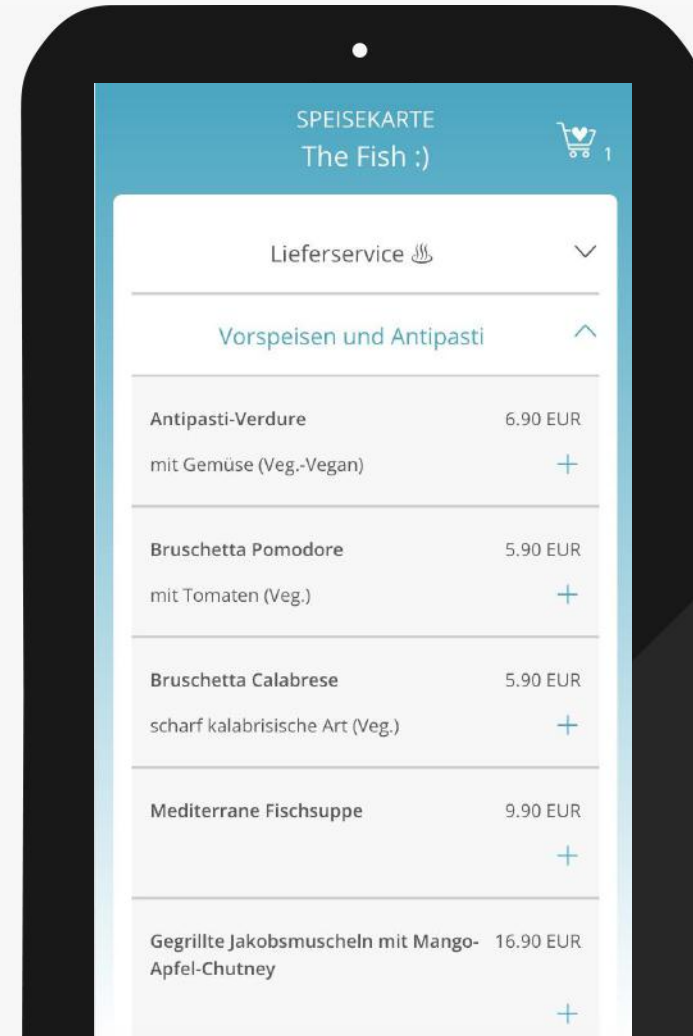 SPEISEKARTE
The Fish :)
1
Lieferservice ♨
Vorspeisen und Antipasti
Antipasti-Verdure 6.90 EUR
mit Gemüse (Veg.-Vegan) +
Bruschetta Pomodore 5.90 EUR
mit Tomaten (Veg.) +
Bruschetta Calabrese 5.90 EUR
scharf kalabrisische Art (Veg.) +
Mediterrane Fischsuppe 9.90 EUR
+
Gegrillte Jakobsmuscheln mit Mango- 16.90 EUR
Apfel-Chutney
+